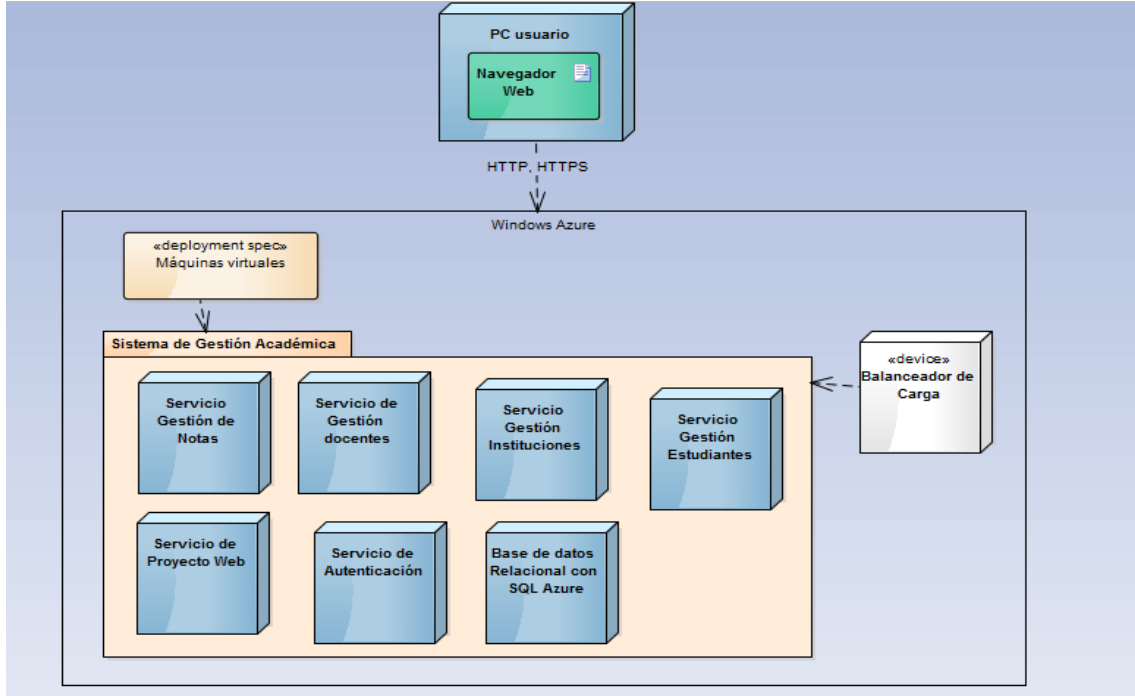 PC usuario
Navegador
Web
HTTP, HTTPS
Windows Azure
«deployment spec»
Máquinas virtuales
Sistema de Gestión Académica
«device»
Balanceador de
Carga
Servicio
Gestión de
Notas
Servicio de
Gestión
docentes
Servicio
Gestión
Instituciones
Servicio
Gestión
Estudiantes
Servicio de
Proyecto Web
Servicio de
Autenticación
Base de datos
Relacional con
SQL Azure